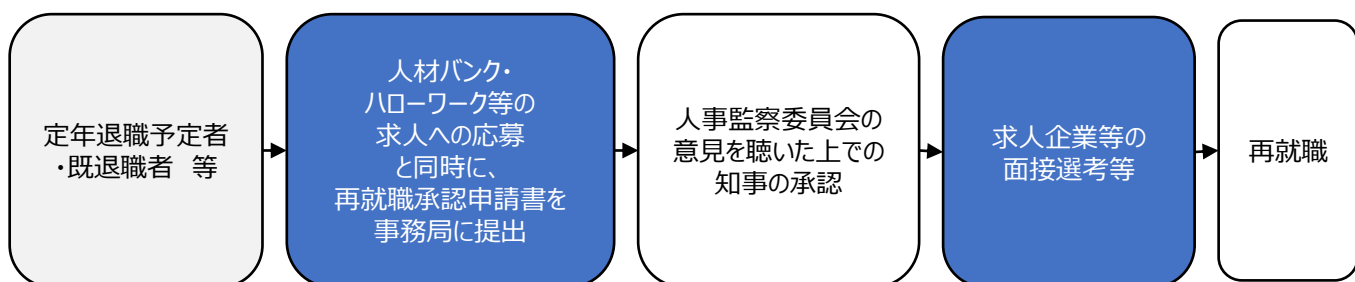 定年退職予定者
・既退職者　等
人材バンク・
ハローワーク等の
求人への応募
と同時に、
再就職承認申請書を
事務局に提出
人事監察委員会の
意見を聴いた上での
知事の承認
求人企業等の
面接選考等
再就職